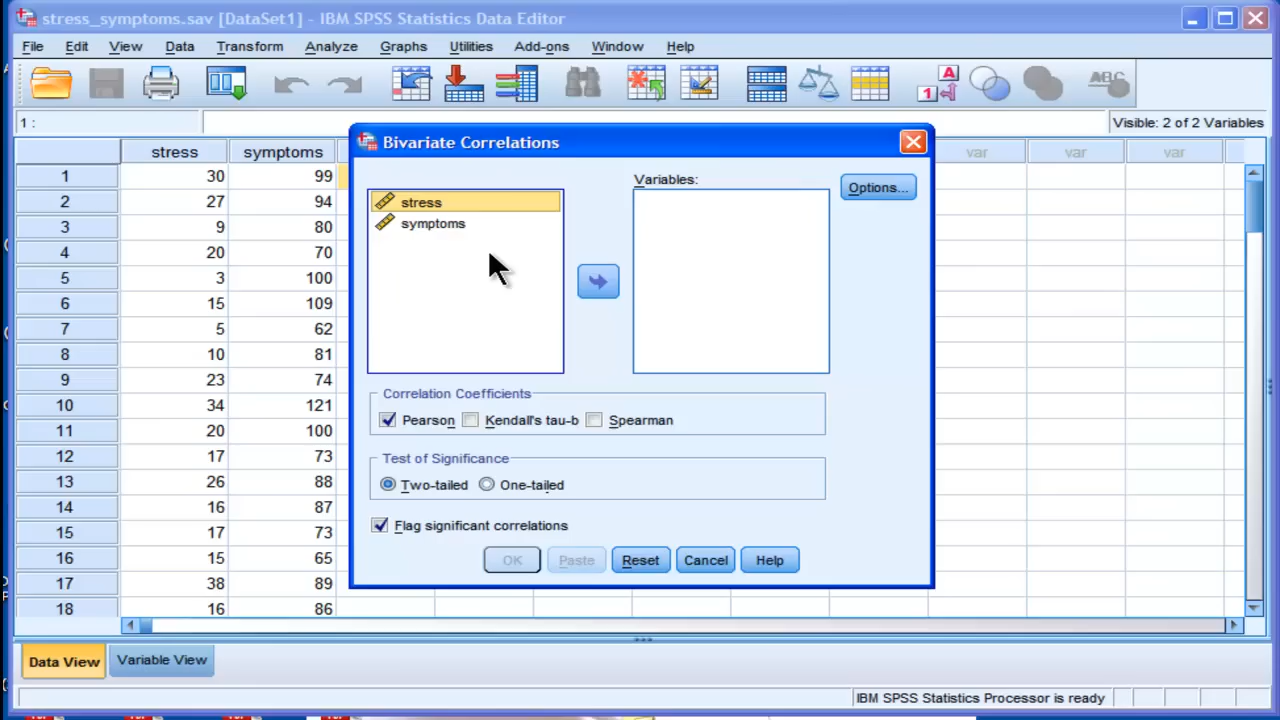 stress_symptoms.sav [DataSet1] - IBM SPSS Statistics Data Editor
File Edit View Data Transform Analyze Graphs Utilities Add-ons Window Help
A
1
ABC
1 :
Visible: 2 of 2 Variables
Bivariate Correlations
stress symptoms var var var
1 30 99
2 27 94
3 9 80
4 20 70
5 3 100
6 15 109
7 5 62
8 10 81
9 23 74
10 34 121
11 20 100
12 17 73
13 26 88
14 16 87
15 17 73
16 15 65
17 38 89
18 16 86
Variables:
Options...
stress
symptoms
Correlation Coefficients
Pearson Kendall's tau-b Spearman
Test of Significance
Two-tailed One-tailed
Flag significant correlations
OK Paste Reset Cancel Help
Data View Variable View
IBM SPSS Statistics Processor is ready